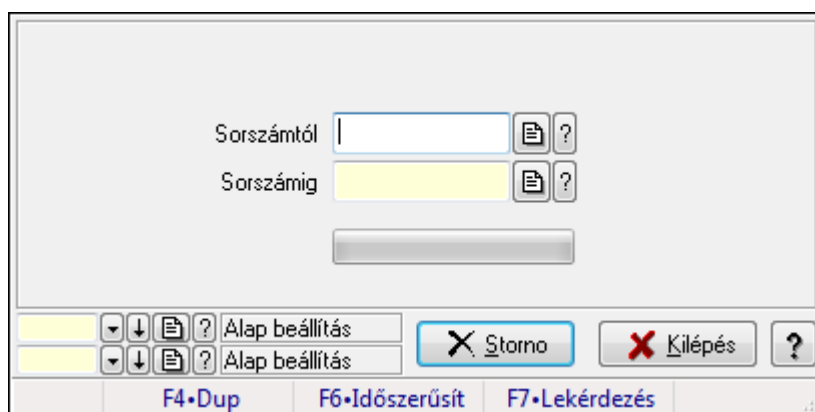 Sorszámtól ?
Sorszámig ?
? Alap beállítás
? Alap beállítás
Storno Kilépés ?
F4•Dup F6•Időszerűsít F7•Lekérdezés